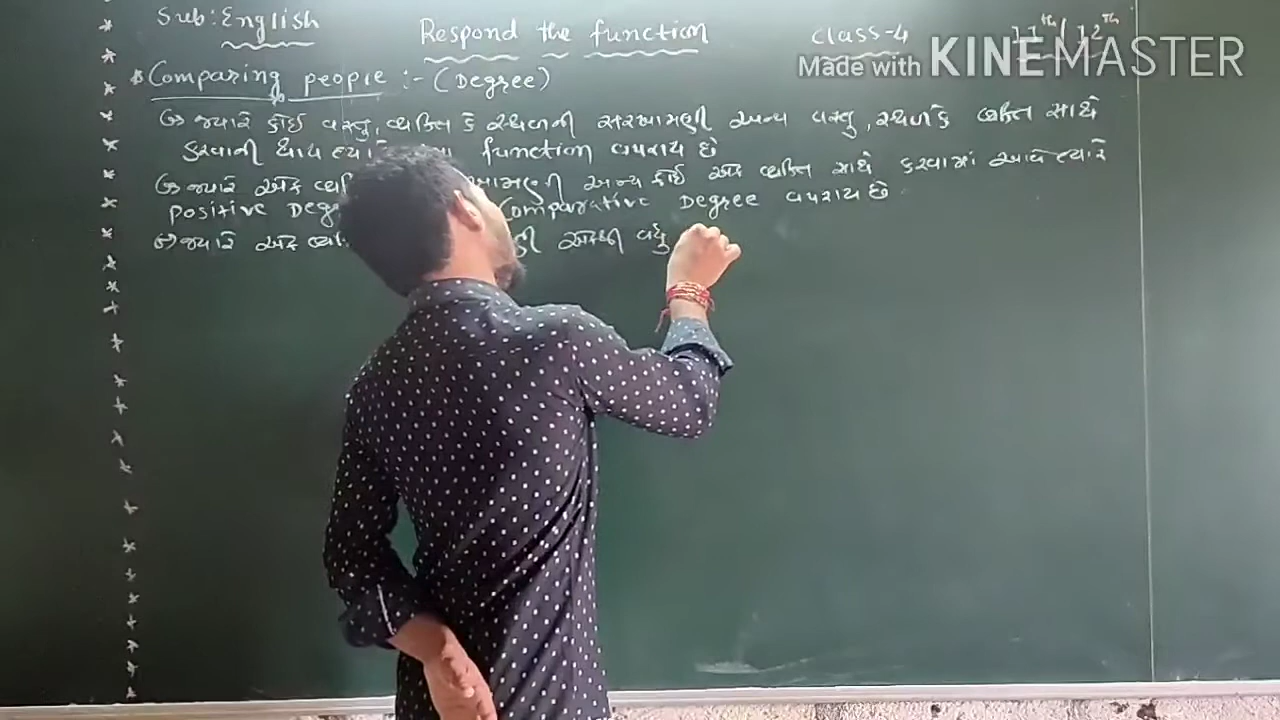 Sub: English Respond the function class-4 11th / 12th
Made with KINEMASTER
* Comparing people :- (Degree)
→ જ્યારે કોઈ વસ્તુ, વ્યક્તિ કે સ્થળની સરખામણી અન્ય વસ્તુ, સ્થળ કે વ્યક્તિ સાથે
કરવાની થાય ત્યારે આ function વપરાય છે
→ જ્યારે એક અન્ય કોઈ એક વ્યક્તિ સાથે કરવામાં આવે ત્યારે
Positive Comparative Degree વપરાય છે
→ જ્યારે એક એકથી વધુ